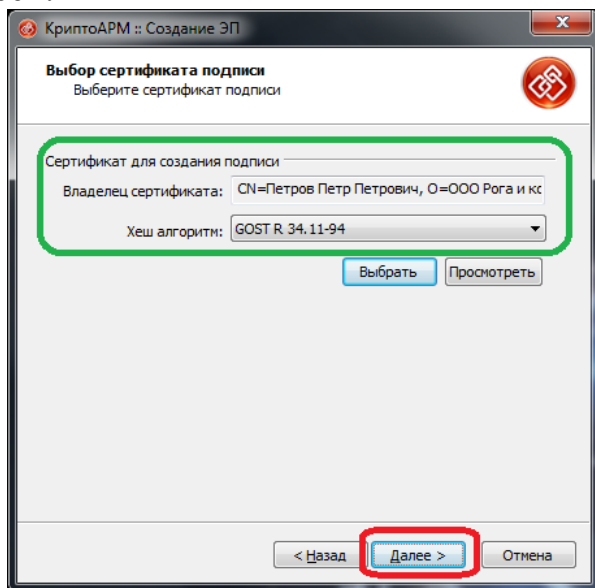 КриптоАРМ :: Создание ЭП
Выбор сертификата подписи
Выберите сертификат подписи
Сертификат для создания подписи
Владелец сертификата: CN=Петров Петр Петрович, O=ООО Рога и кс
Хеш алгоритм: GOST R 34.11-94
Выбрать Просмотреть
< Назад Далее > Отмена